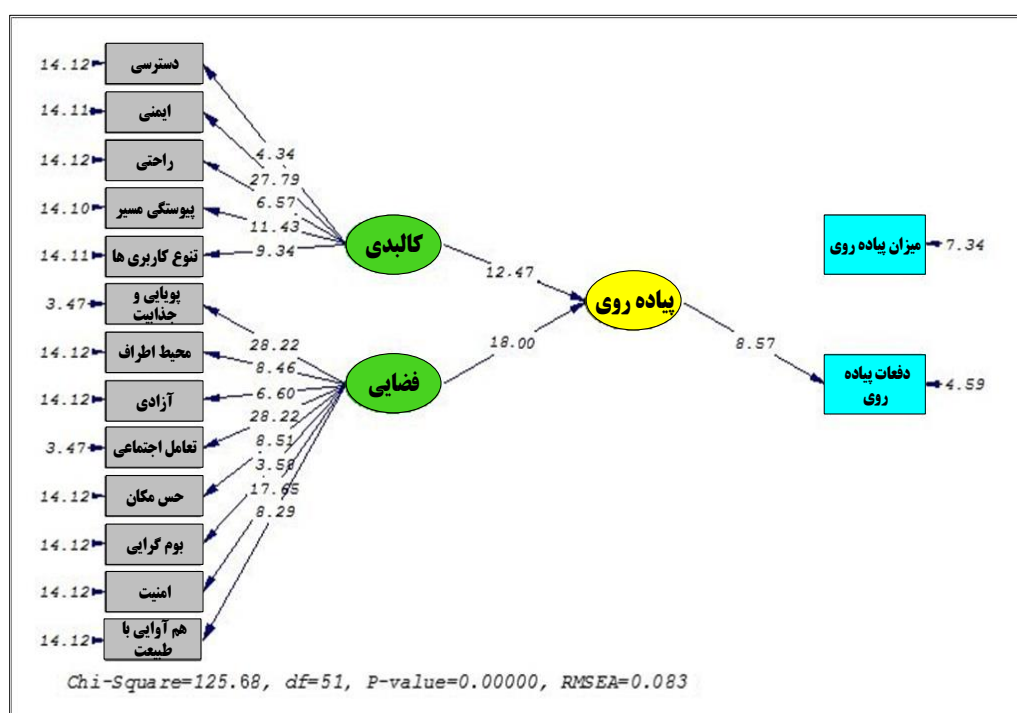 14.12
دسترسی
14.11
ایمنی
14.12
راحتی
14.10
پیوستگی مسیر
14.11
تنوع کاربری ها
3.47
پویایی و
جذابیت
14.12
محیط اطراف
14.12
آزادی
3.47
تعامل اجتماعی
14.12
حس مکان
14.12
بوم گرایی
14.12
امنیت
14.12
هم آوایی با
طبیعت
4.34
27.79
6.57
11.43
9.34
28.22
8.46
6.60
28.22
8.51
3.58
17.65
8.29
کالبدی
فضایی
12.47
18.00
پیاده روی
8.57
میزان پیاده روی
7.34
دفعات پیاده
روی
4.59
Chi-Square=125.68, df=51, P-value=0.00000, RMSEA=0.083